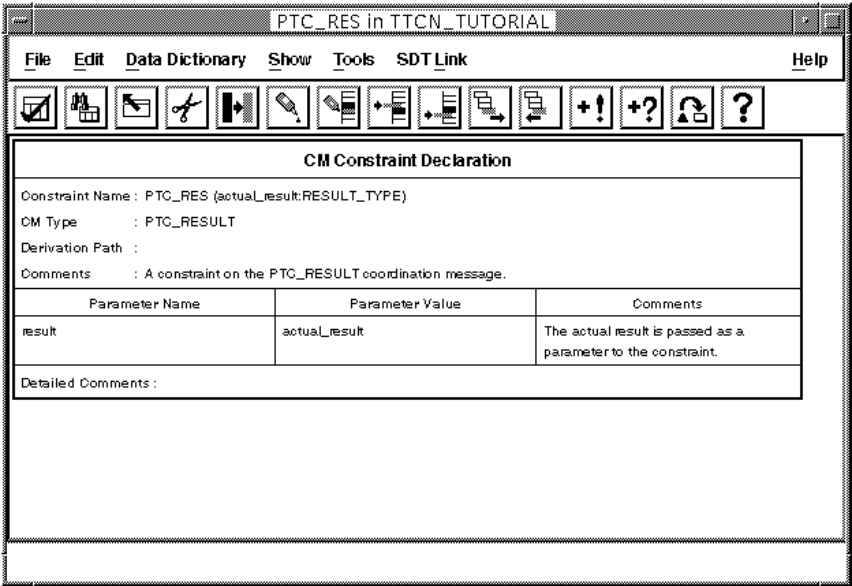 PTC_RES in TTCN_TUTORIAL
File Edit Data Dictionary Show Tools SDT Link Help
+! +? ?
CM Constraint Declaration
Constraint Name : PTC_RES (actual_result:RESULT_TYPE)
CM Type : PTC_RESULT
Derivation Path :
Comments : A constraint on the PTC_RESULT coordination message.
Parameter Name Parameter Value Comments
result actual_result The actual result is passed as a
parameter to the constraint.
Detailed Comments :